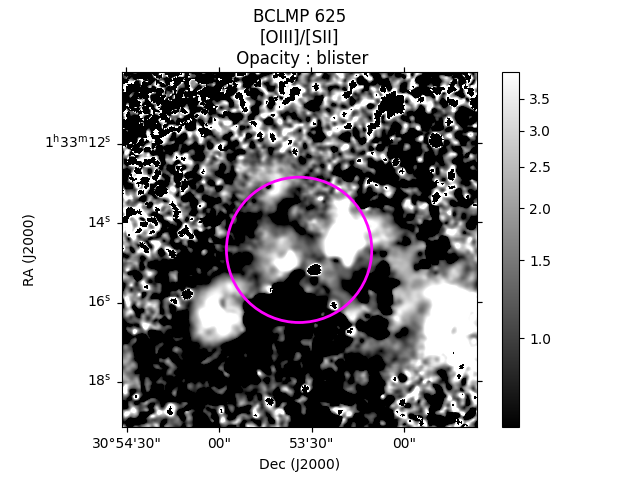 BCLMP 625
[OIII]/[SII]
Opacity : blister
1ʰ33ᵐ12ˢ
14ˢ
16ˢ
18ˢ
RA (J2000)
30°54'30" 00" 53'30" 00"
Dec (J2000)
3.5
3.0
2.5
2.0
1.5
1.0